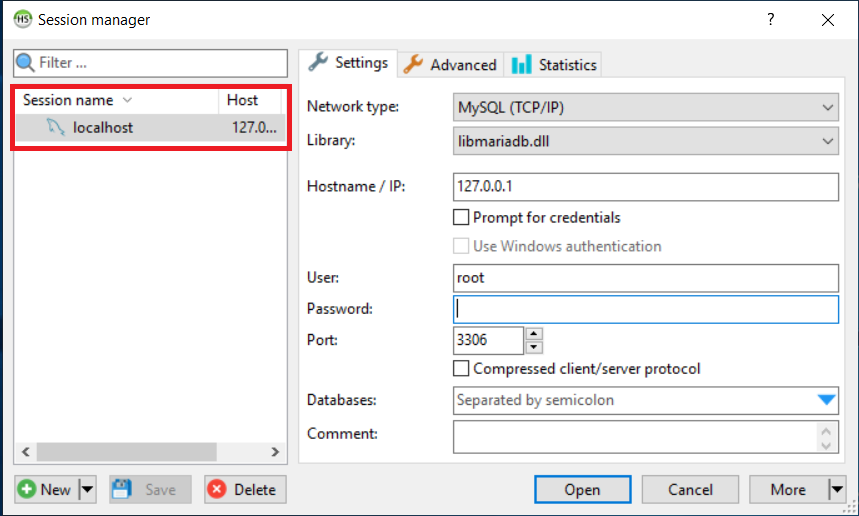 HS Session manager ?
Filter ...
Session name Host
localhost 127.0...
Settings Advanced Statistics
Network type: MySQL (TCP/IP)
Library: libmariadb.dll
Hostname / IP: 127.0.0.1
Prompt for credentials
Use Windows authentication
User: root
Password:
Port: 3306
Compressed client/server protocol
Databases: Separated by semicolon
Comment:
New Save Delete Open Cancel More